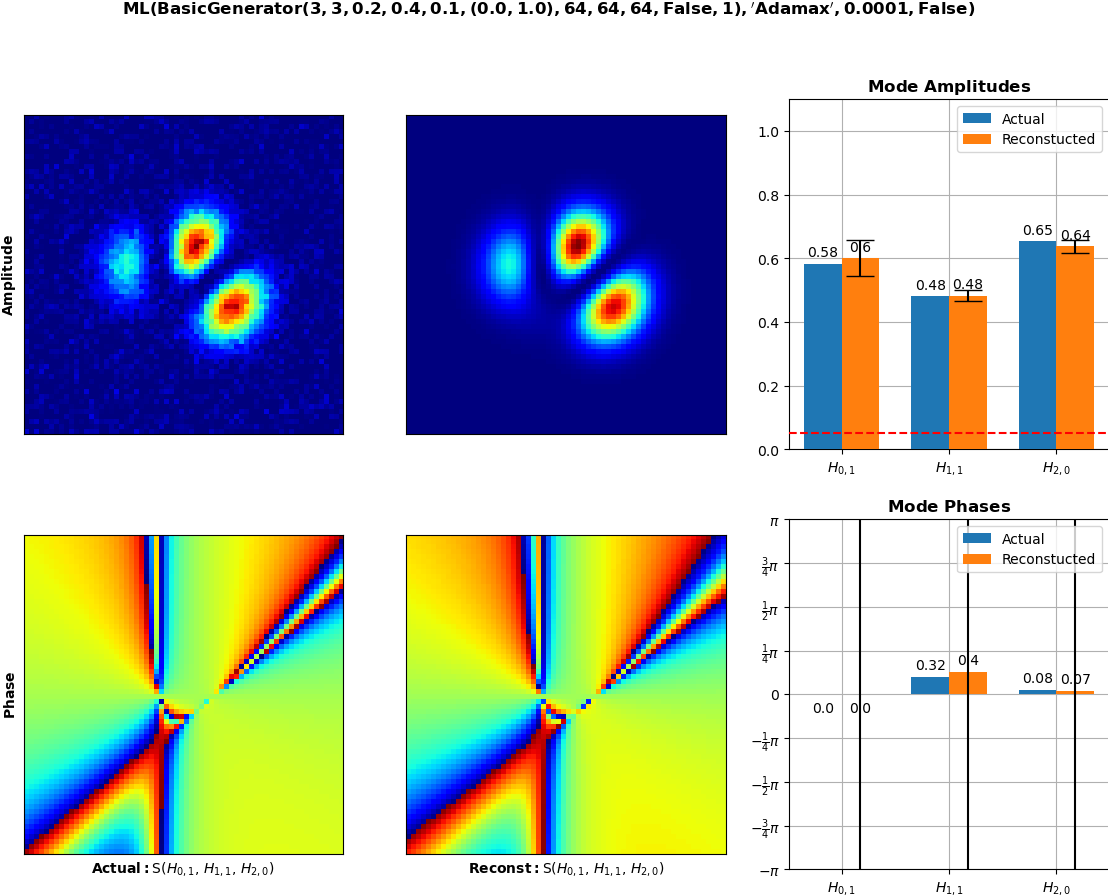 ML(BasicGenerator(3, 3, 0.2, 0.4, 0.1, (0.0, 1.0), 64, 64, 64, False, 1), ′Adamax′, 0.0001, False)
Amplitude
Mode Amplitudes
Actual
Reconstucted
1.0
0.8
0.6
0.4
0.2
0.0
0.58
0.6
0.48
0.48
0.65
0.64
H0, 1
H1, 1
H2, 0
Phase
Actual: S(H0, 1, H1, 1, H2, 0)
Reconst: S(H0, 1, H1, 1, H2, 0)
Mode Phases
Actual
Reconstucted
π
3/4π
1/2π
1/4π
0
−1/4π
−1/2π
−3/4π
−π
0.0
0.0
0.32
0.4
0.08
0.07
H0, 1
H1, 1
H2, 0